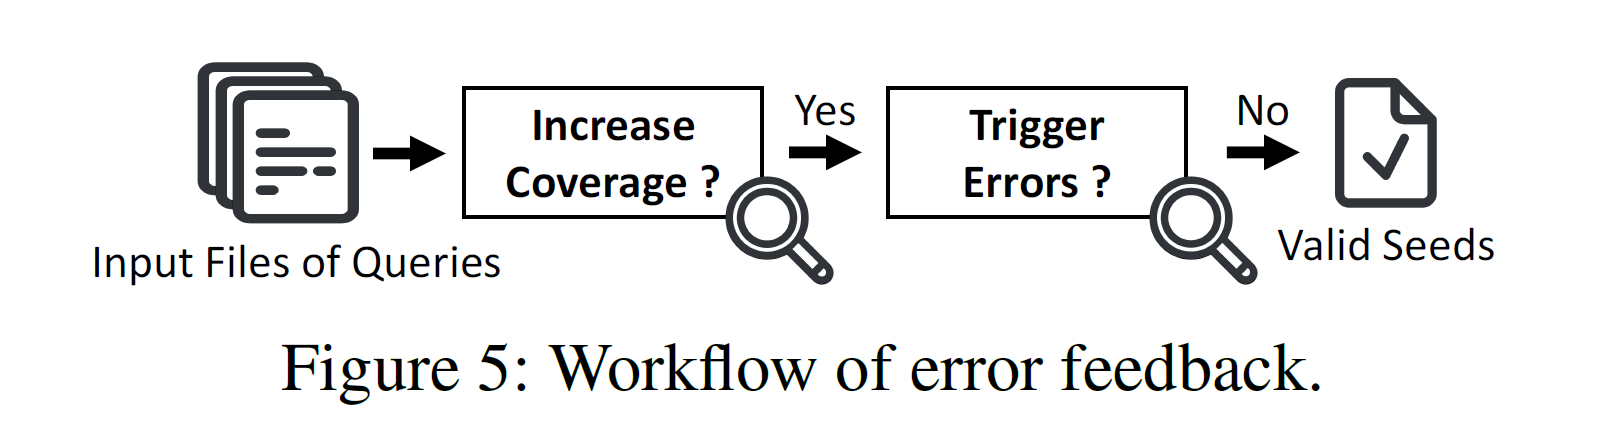 Input Files of Queries
Increase
Coverage ?
Yes
Trigger
Errors ?
No
Valid Seeds
Figure 5: Workflow of error feedback.